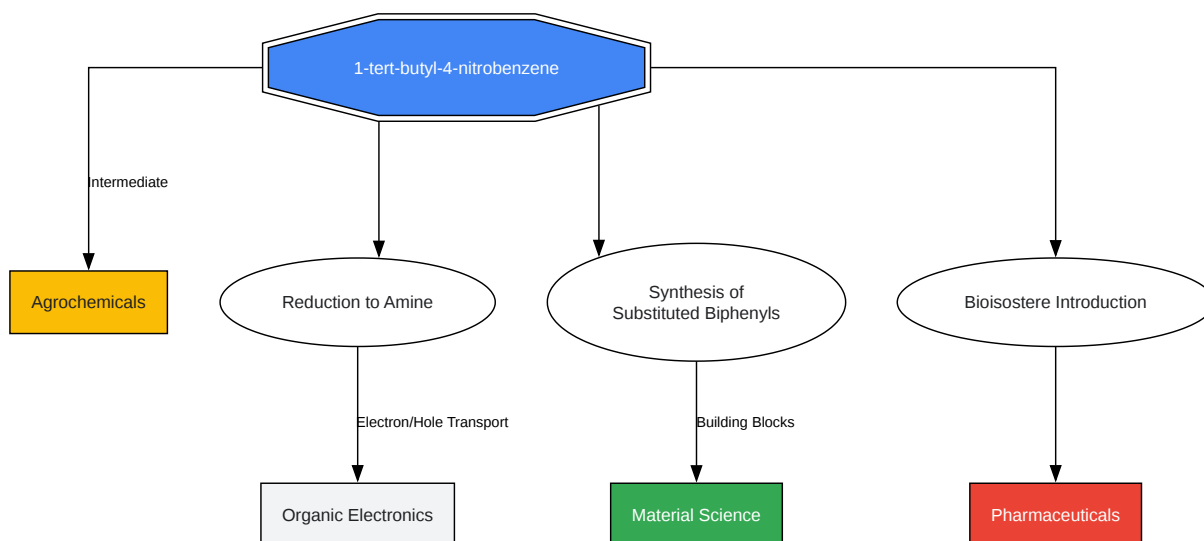 1-tert-butyl-4-nitrobenzene
Intermediate
Agrochemicals
Reduction to Amine
Synthesis of
Substituted Biphenyls
Bioisostere Introduction
Electron/Hole Transport
Building Blocks
Organic Electronics
Material Science
Pharmaceuticals